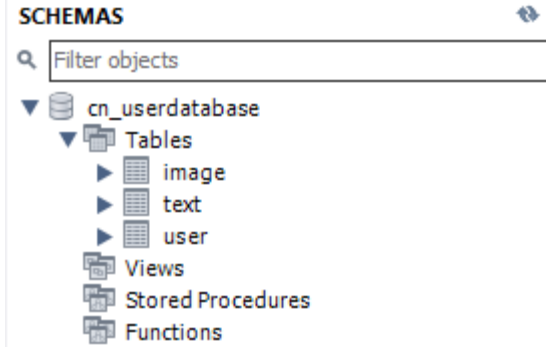 SCHEMAS
Filter objects
cn_userdatabase
Tables
image
text
user
Views
Stored Procedures
Functions